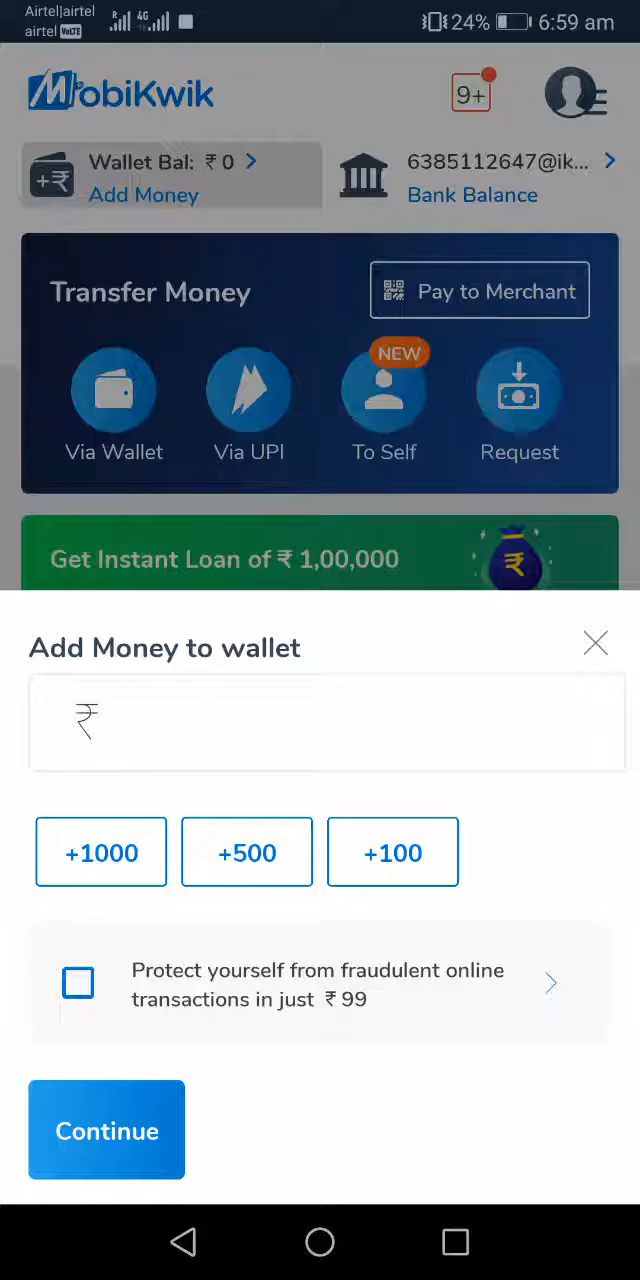 Airtel|airtel
airtel VoLTE
R 4G 24% 6:59 am
MobiKwik
9+
Wallet Bal: ₹ 0
Add Money
6385112647@ik...
Bank Balance
Transfer Money
Pay to Merchant
NEW
Via Wallet Via UPI To Self Request
Get Instant Loan of ₹ 1,00,000
Add Money to wallet
₹
+1000 +500 +100
Protect yourself from fraudulent online
transactions in just ₹ 99
Continue